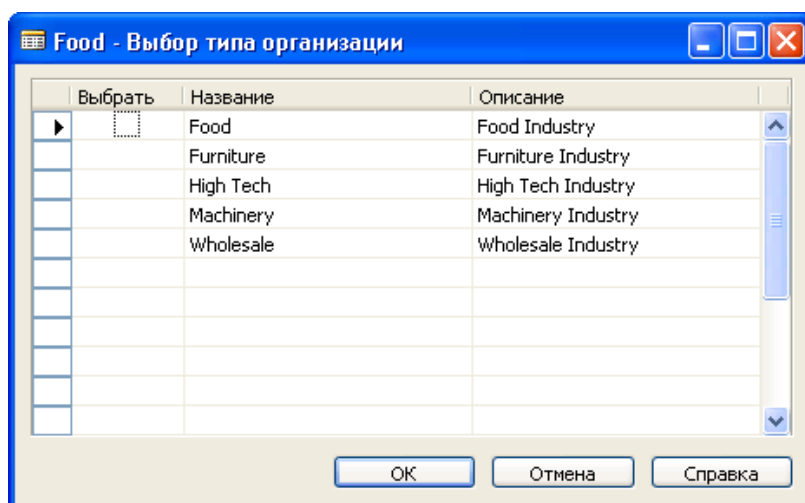 Food - Выбор типа организации
Выбрать Название Описание
Food Food Industry
Furniture Furniture Industry
High Tech High Tech Industry
Machinery Machinery Industry
Wholesale Wholesale Industry
ОК Отмена Справка